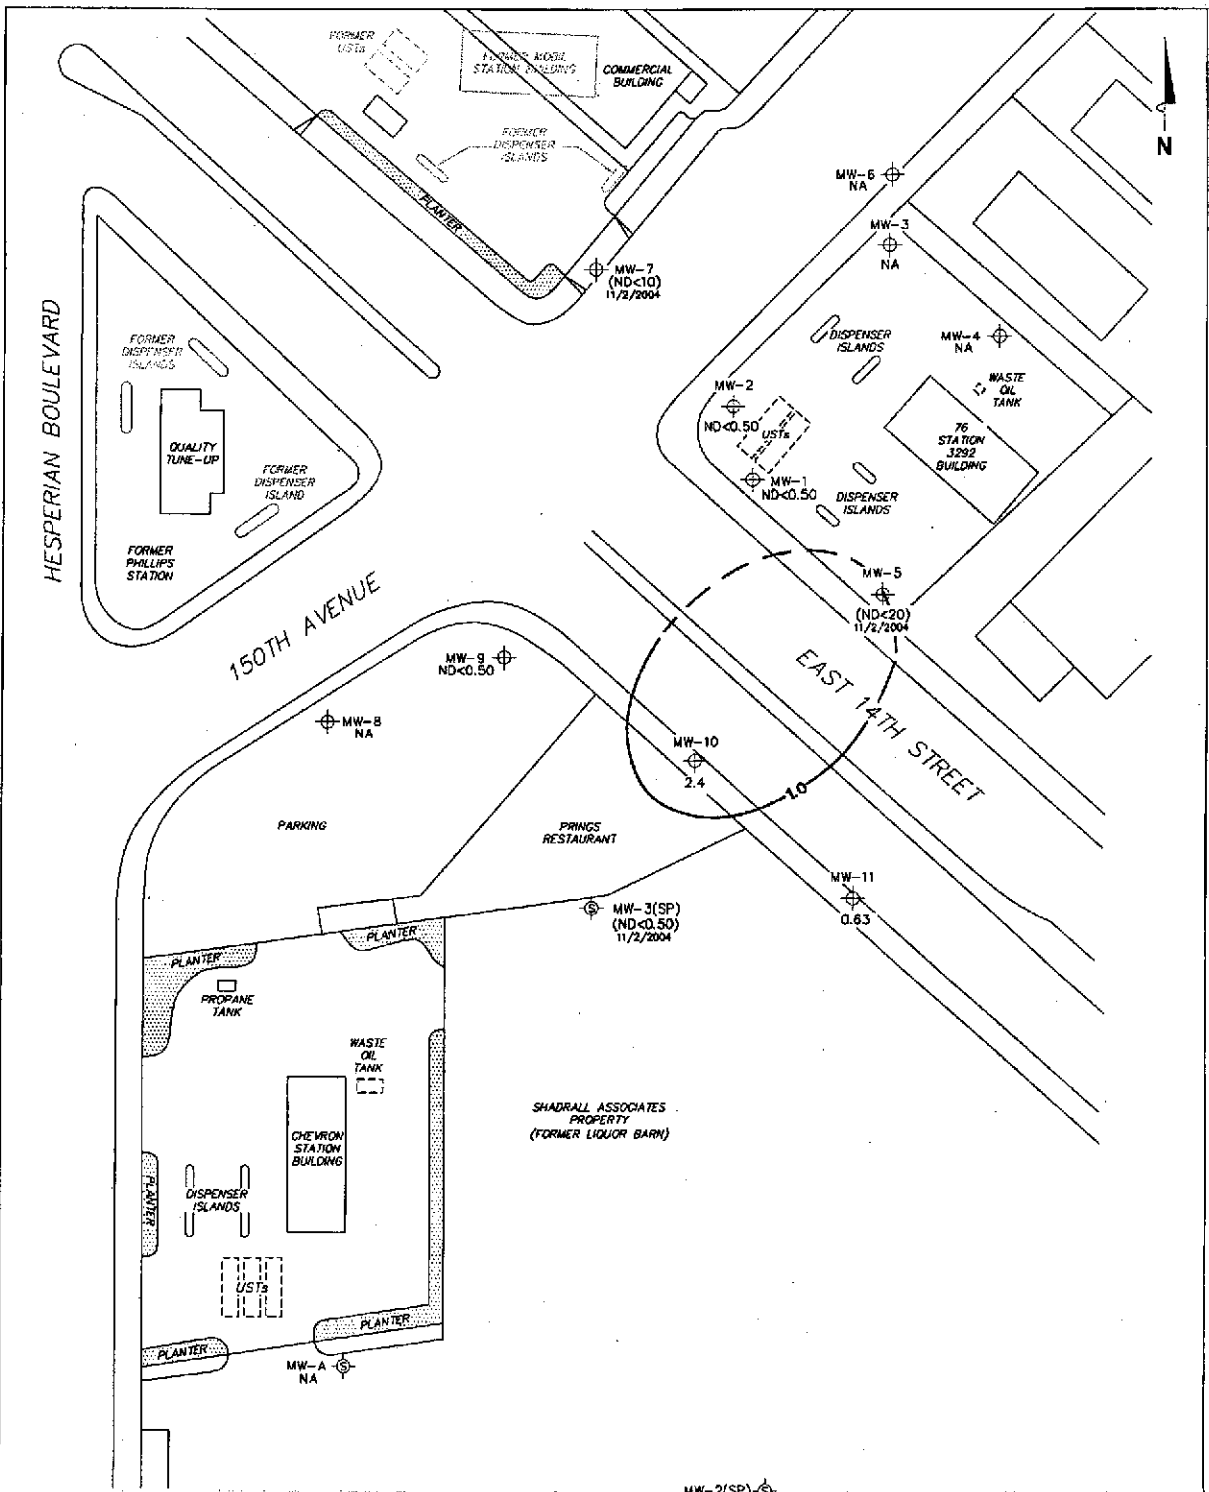 FORMER
USTs
FORMER MOBIL
STATION BUILDING
COMMERCIAL
BUILDING
FORMER
DISPENSER
ISLANDS
PLANTER
N
MW-6
NA
MW-3
NA
MW-7
(ND<10)
11/2/2004
HESPERIAN BOULEVARD
FORMER
DISPENSER
ISLANDS
DISPENSER
ISLANDS
MW-4
NA
WASTE
OIL
TANK
MW-2
ND<0.50
USTs
76
STATION
3292
BUILDING
QUALITY
TUNE-UP
FORMER
DISPENSER
ISLAND
MW-1
ND<0.50
DISPENSER
ISLANDS
FORMER
PHILLIPS
STATION
MW-5
(ND<20)
11/2/2004
150TH AVENUE
MW-9
ND<0.50
EAST 14TH STREET
MW-8
NA
MW-10
2.4
1.0
PARKING
PRINGS
RESTAURANT
MW-11
0.63
MW-3(SP)
(ND<0.50)
11/2/2004
PLANTER
PLANTER
PROPANE
TANK
WASTE
OIL
TANK
SHADRALL ASSOCIATES
PROPERTY
(FORMER LIQUOR BARN)
CHEVRON
STATION
BUILDING
PLANTER
DISPENSER
ISLANDS
USTs
PLANTER
PLANTER
MW-A
NA
S
S
MW-2(SP)
S